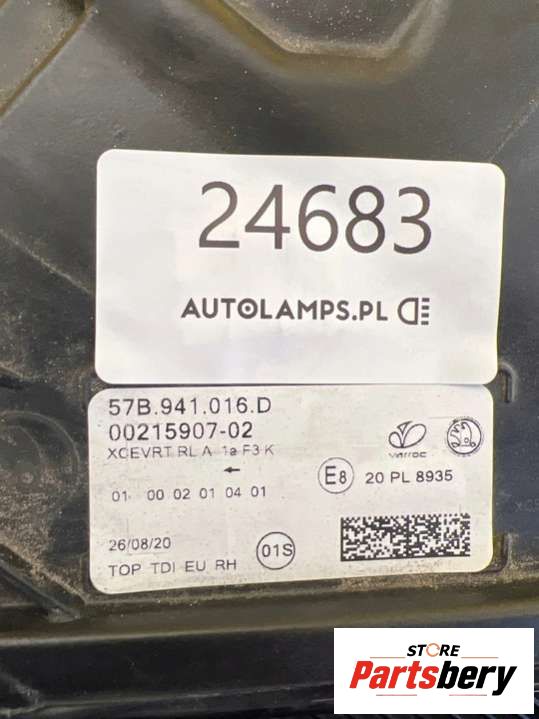 24683
AUTOLAMPS.PL
57B.941.016.D
00215907-02
XCEVRT RL A 1a F3 K
varroc
01 00 02 01 04 01
E8 20 PL 8935
26/08/20
01S
TOP TDI EU RH
STORE
Partsbery